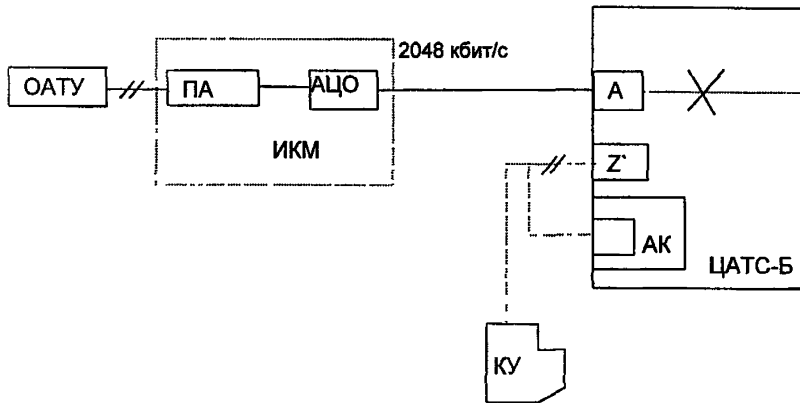 2048 кбит/с
ОАТУ
ПА
АЦО
А
ИКМ
Z`
АК
ЦАТС-Б
КУ